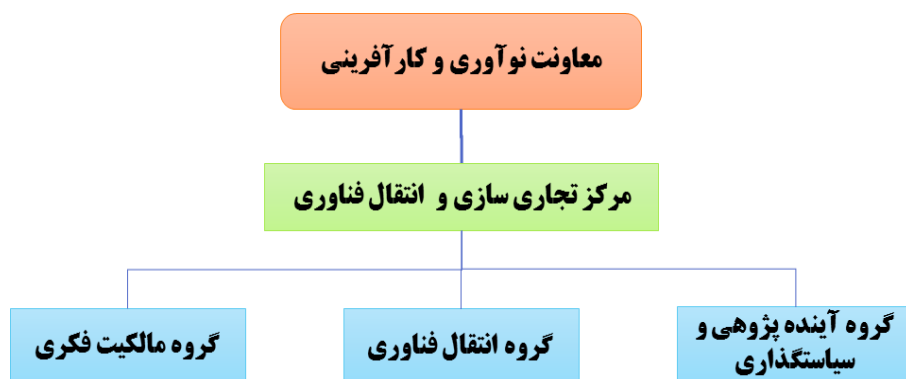 معاونت نوآوری و کارآفرینی
مرکز تجاری سازی و انتقال فناوری
گروه آینده پژوهی و
سیاستگذاری
گروه انتقال فناوری
گروه مالکیت فکری